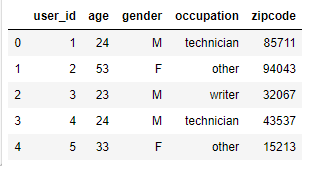 user_id age gender occupation zipcode
0 1 24 M technician 85711
1 2 53 F other 94043
2 3 23 M writer 32067
3 4 24 M technician 43537
4 5 33 F other 15213